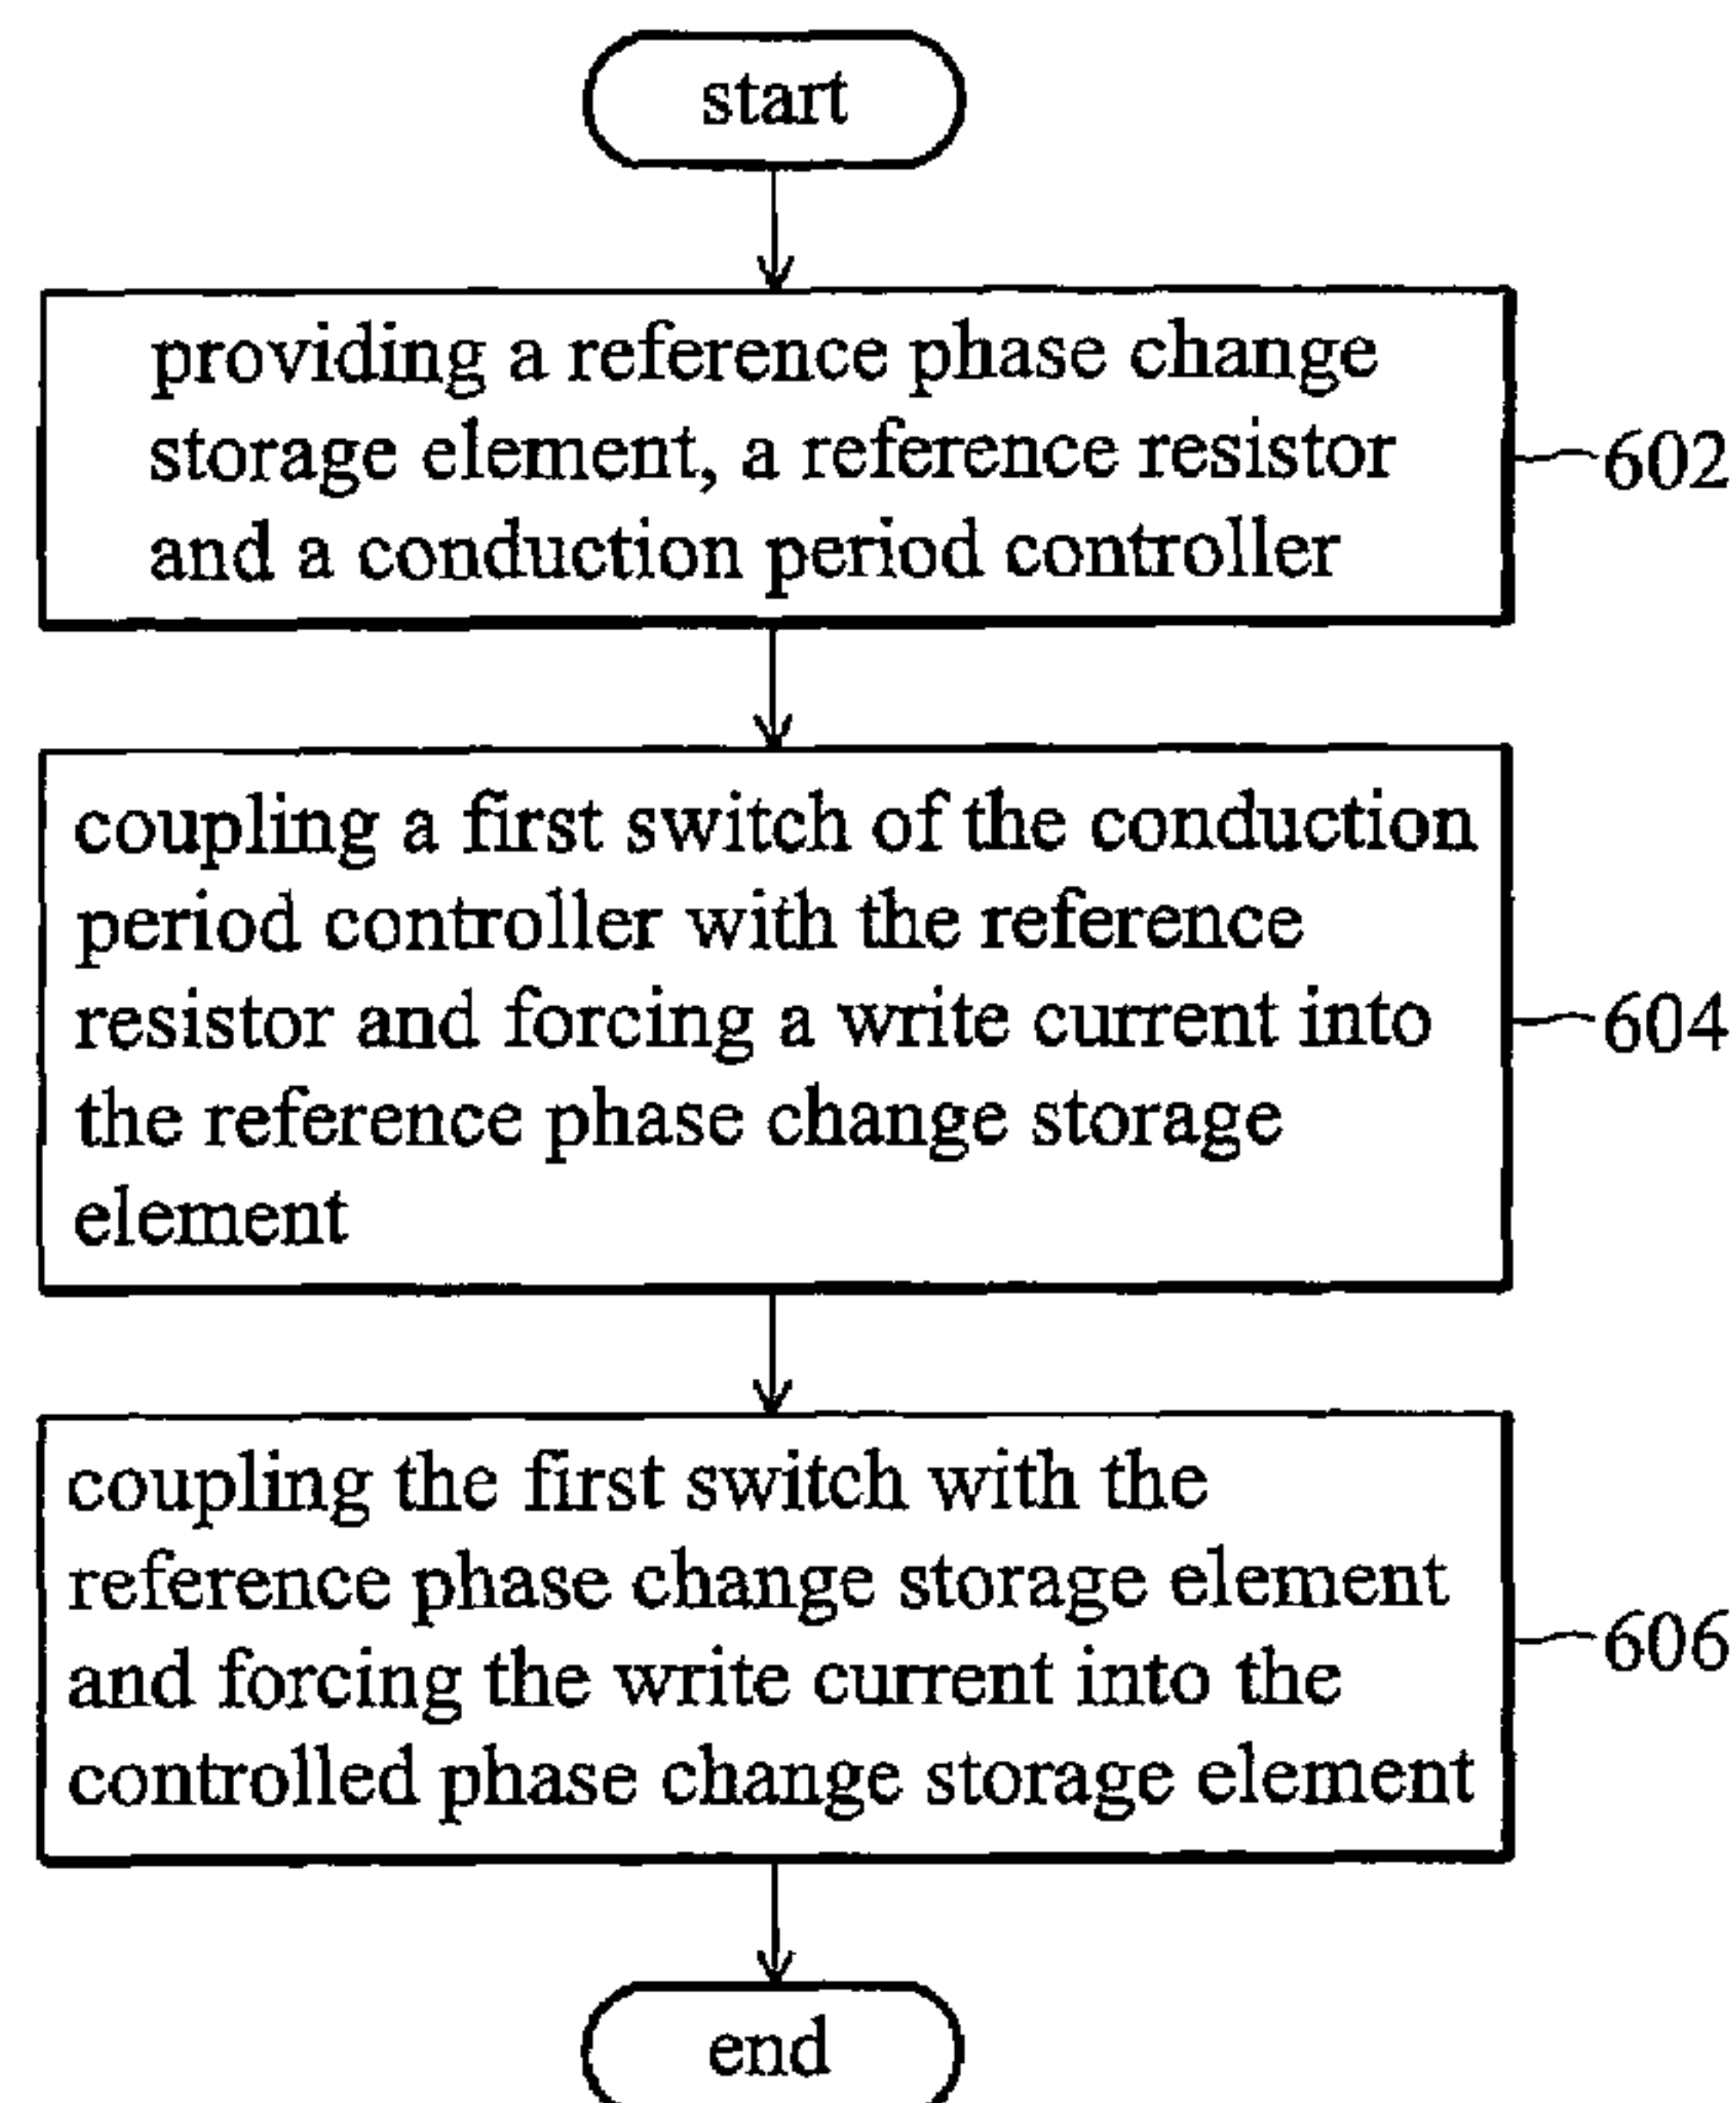 start
providing a reference phase change
storage element, a reference resistor
and a conduction period controller
602
coupling a first switch of the conduction
period controller with the reference
resistor and forcing a write current into
the reference phase change storage
element
604
coupling the first switch with the
reference phase change storage element
and forcing the write current into the
controlled phase change storage element
606
end